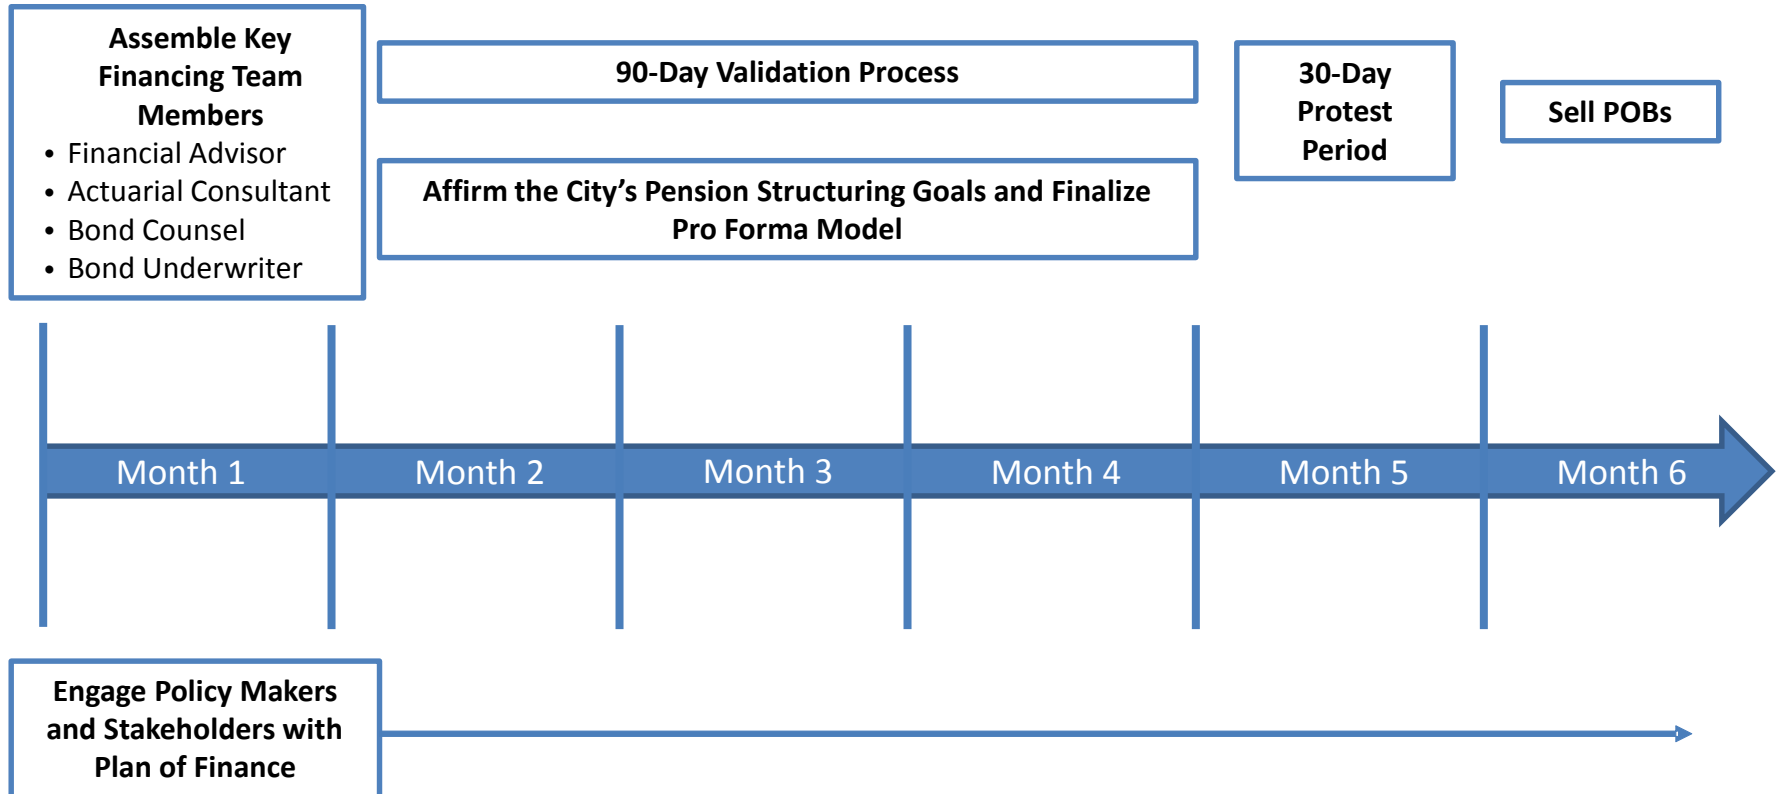 Assemble Key
Financing Team
Members
• Financial Advisor
• Actuarial Consultant
• Bond Counsel
• Bond Underwriter
90-Day Validation Process
Affirm the City’s Pension Structuring Goals and Finalize
Pro Forma Model
30-Day
Protest
Period
Sell POBs
Month 1
Month 2
Month 3
Month 4
Month 5
Month 6
Engage Policy Makers
and Stakeholders with
Plan of Finance